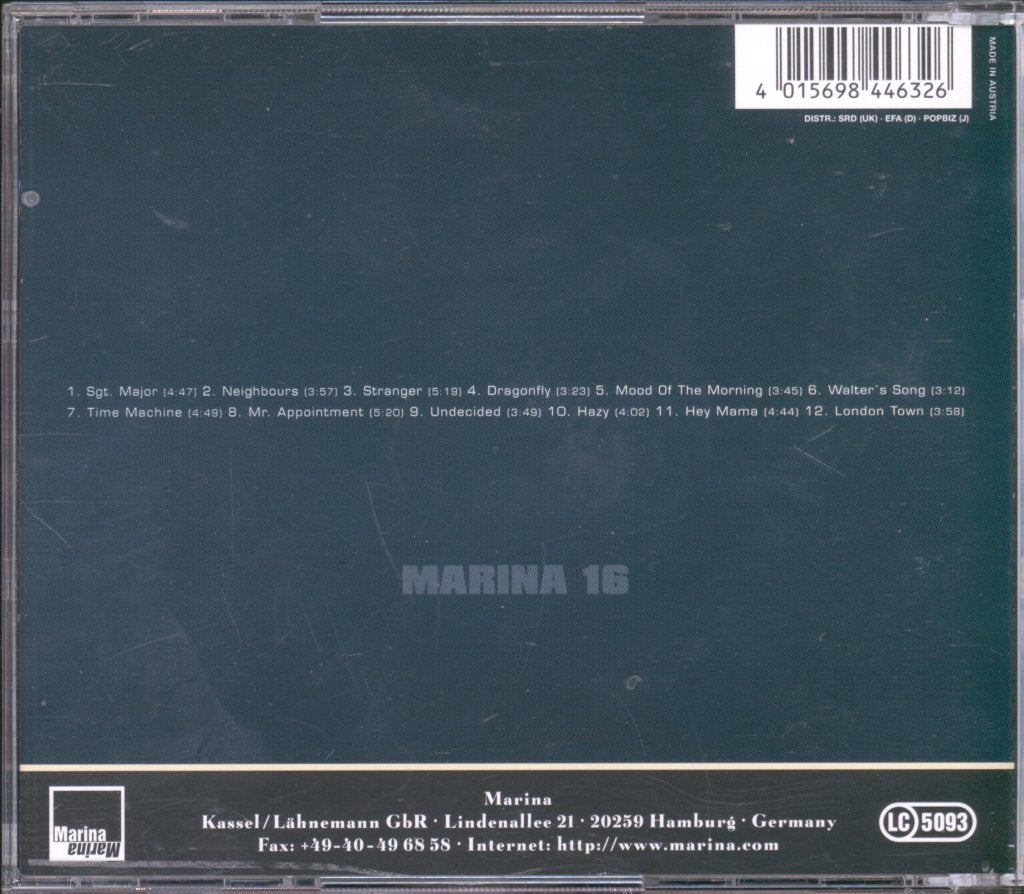 4 015698 446326
DISTR.: SRD (UK) · EFA (D) · POPBIZ (J)
MADE IN AUSTRIA
1. Sgt. Major (4:47) 2. Neighbours (3:57) 3. Stranger (5:19) 4. Dragonfly (3:23) 5. Mood Of The Morning (3:45) 6. Walter´s Song (3:12)
7. Time Machine (4:49) 8. Mr. Appointment (5:20) 9. Undecided (3:49) 10. Hazy (4:02) 11. Hey Mama (4:44) 12. London Town (3:58)
MARINA 16
Marina
Marina
Marina
Kassel/Lähnemann GbR · Lindenallee 21 · 20259 Hamburg · Germany
Fax: +49-40-49 68 58 · Internet: http://www.marina.com
LC 5093